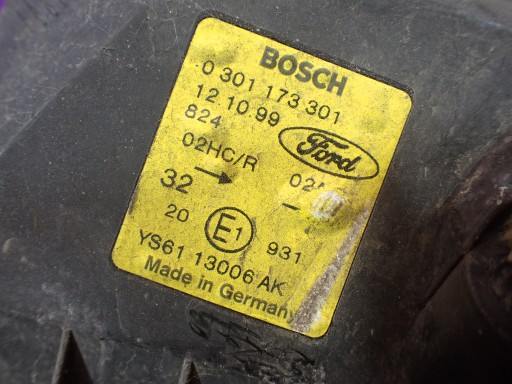 BOSCH
0 301 173 301
12 10 99
824
Ford
02HC/R
32 →
20 E1 931
YS61 13006 AK
Made in Germany